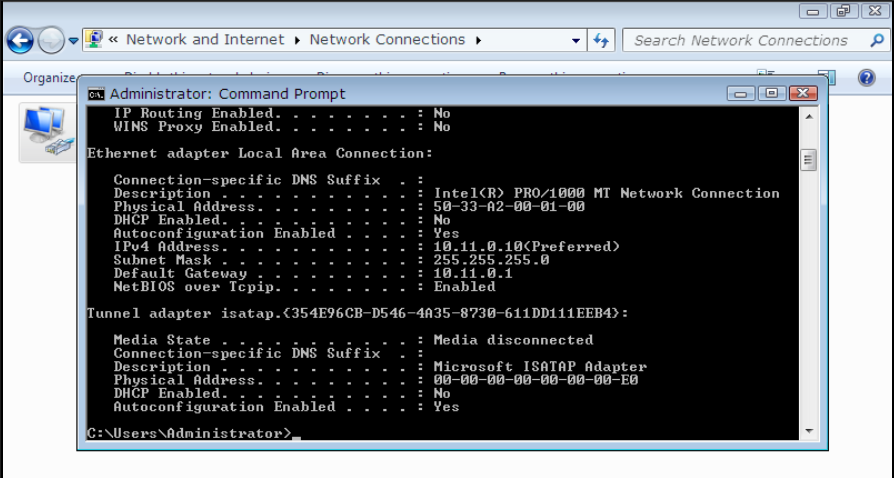 « Network and Internet ▸ Network Connections ▸
Search Network Connections
Organize
Administrator: Command Prompt
IP Routing Enabled. . . . . . . . : No
WINS Proxy Enabled. . . . . . . . : No
Ethernet adapter Local Area Connection:
Connection-specific DNS Suffix . :
Description . . . . . . . . . . . : Intel(R) PRO/1000 MT Network Connection
Physical Address. . . . . . . . . : 50-33-A2-00-01-00
DHCP Enabled. . . . . . . . . . . : No
Autoconfiguration Enabled . . . . : Yes
IPv4 Address. . . . . . . . . . . : 10.11.0.10(Preferred)
Subnet Mask . . . . . . . . . . . : 255.255.255.0
Default Gateway . . . . . . . . . : 10.11.0.1
NetBIOS over Tcpip. . . . . . . . : Enabled
Tunnel adapter isatap.{354E96CB-D546-4A35-8730-611DD111EEB4}:
Media State . . . . . . . . . . . : Media disconnected
Connection-specific DNS Suffix . :
Description . . . . . . . . . . . : Microsoft ISATAP Adapter
Physical Address. . . . . . . . . : 00-00-00-00-00-00-00-E0
DHCP Enabled. . . . . . . . . . . : No
Autoconfiguration Enabled . . . . : Yes
C:\Users\Administrator>_